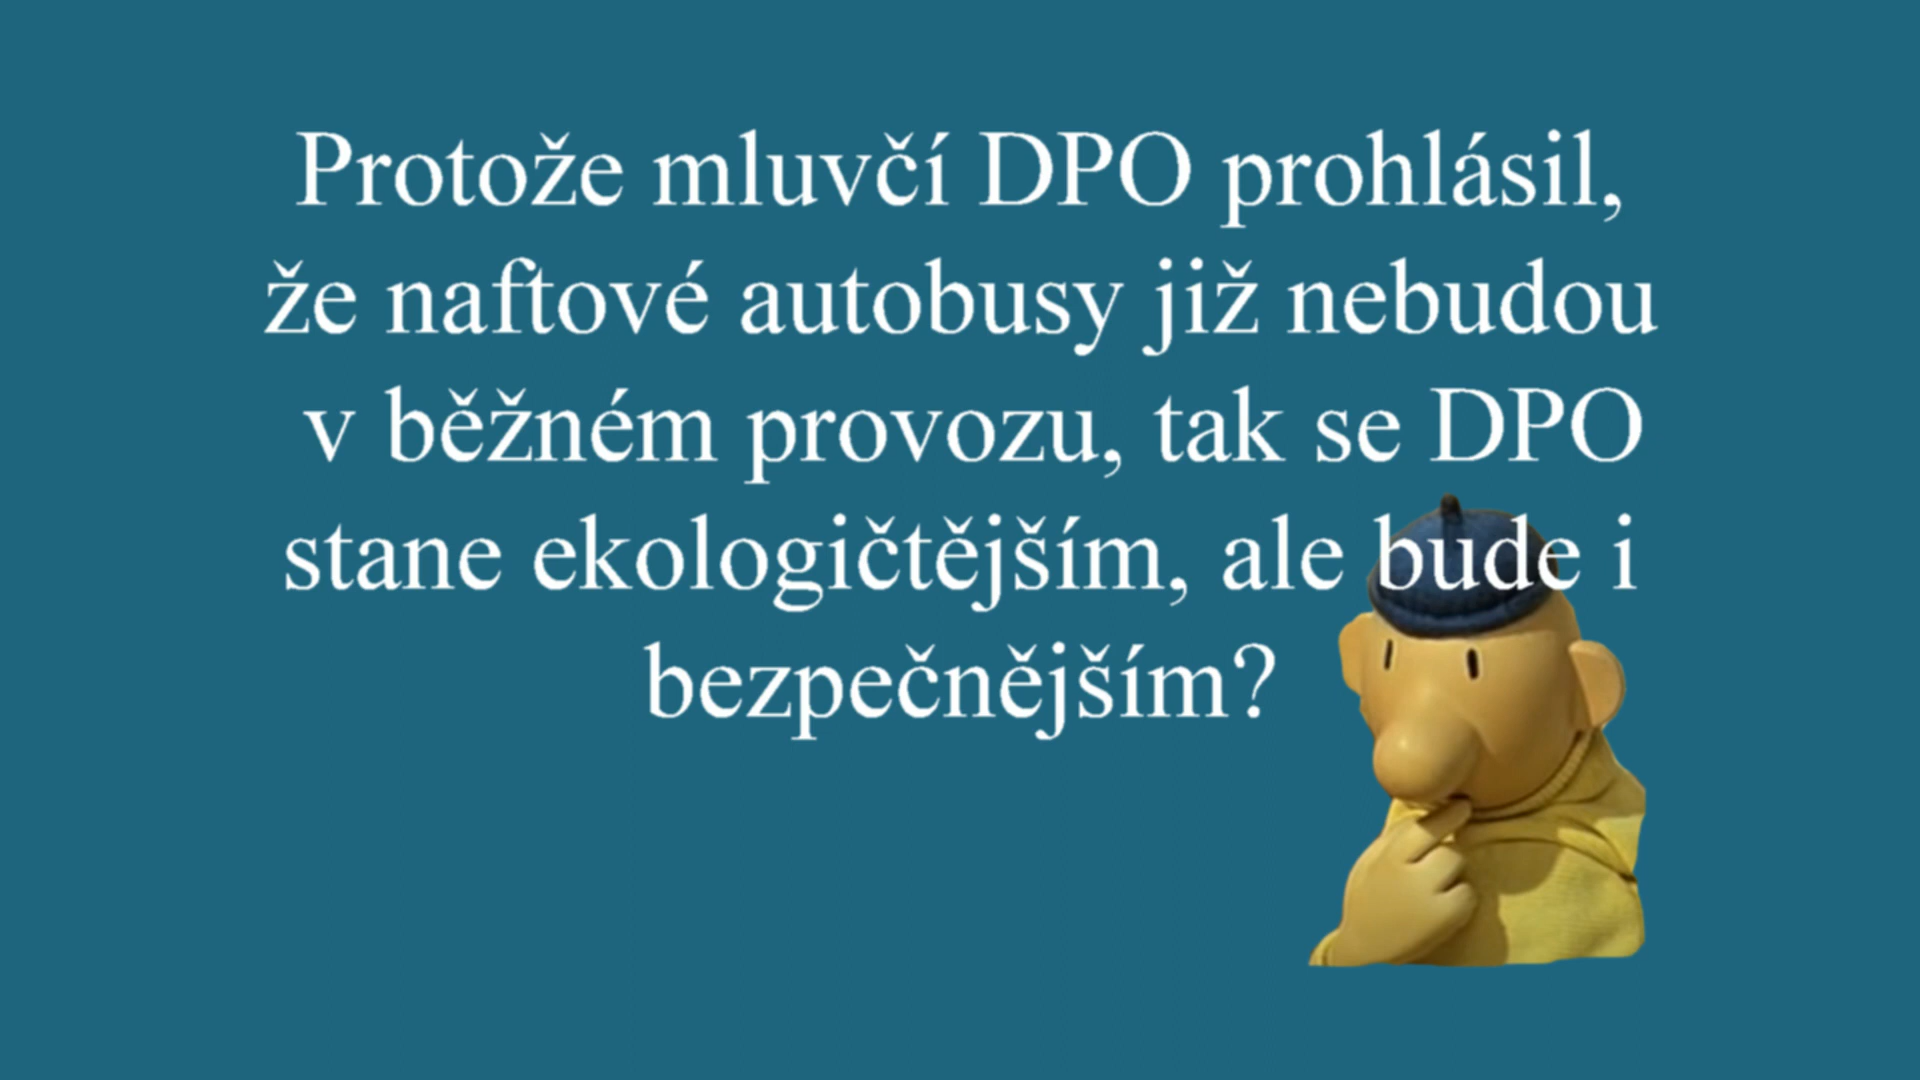 Protože mluvčí DPO prohlásil,
že naftové autobusy již nebudou
v běžném provozu, tak se DPO
stane ekologičtějším, ale bude i
bezpečnějším?